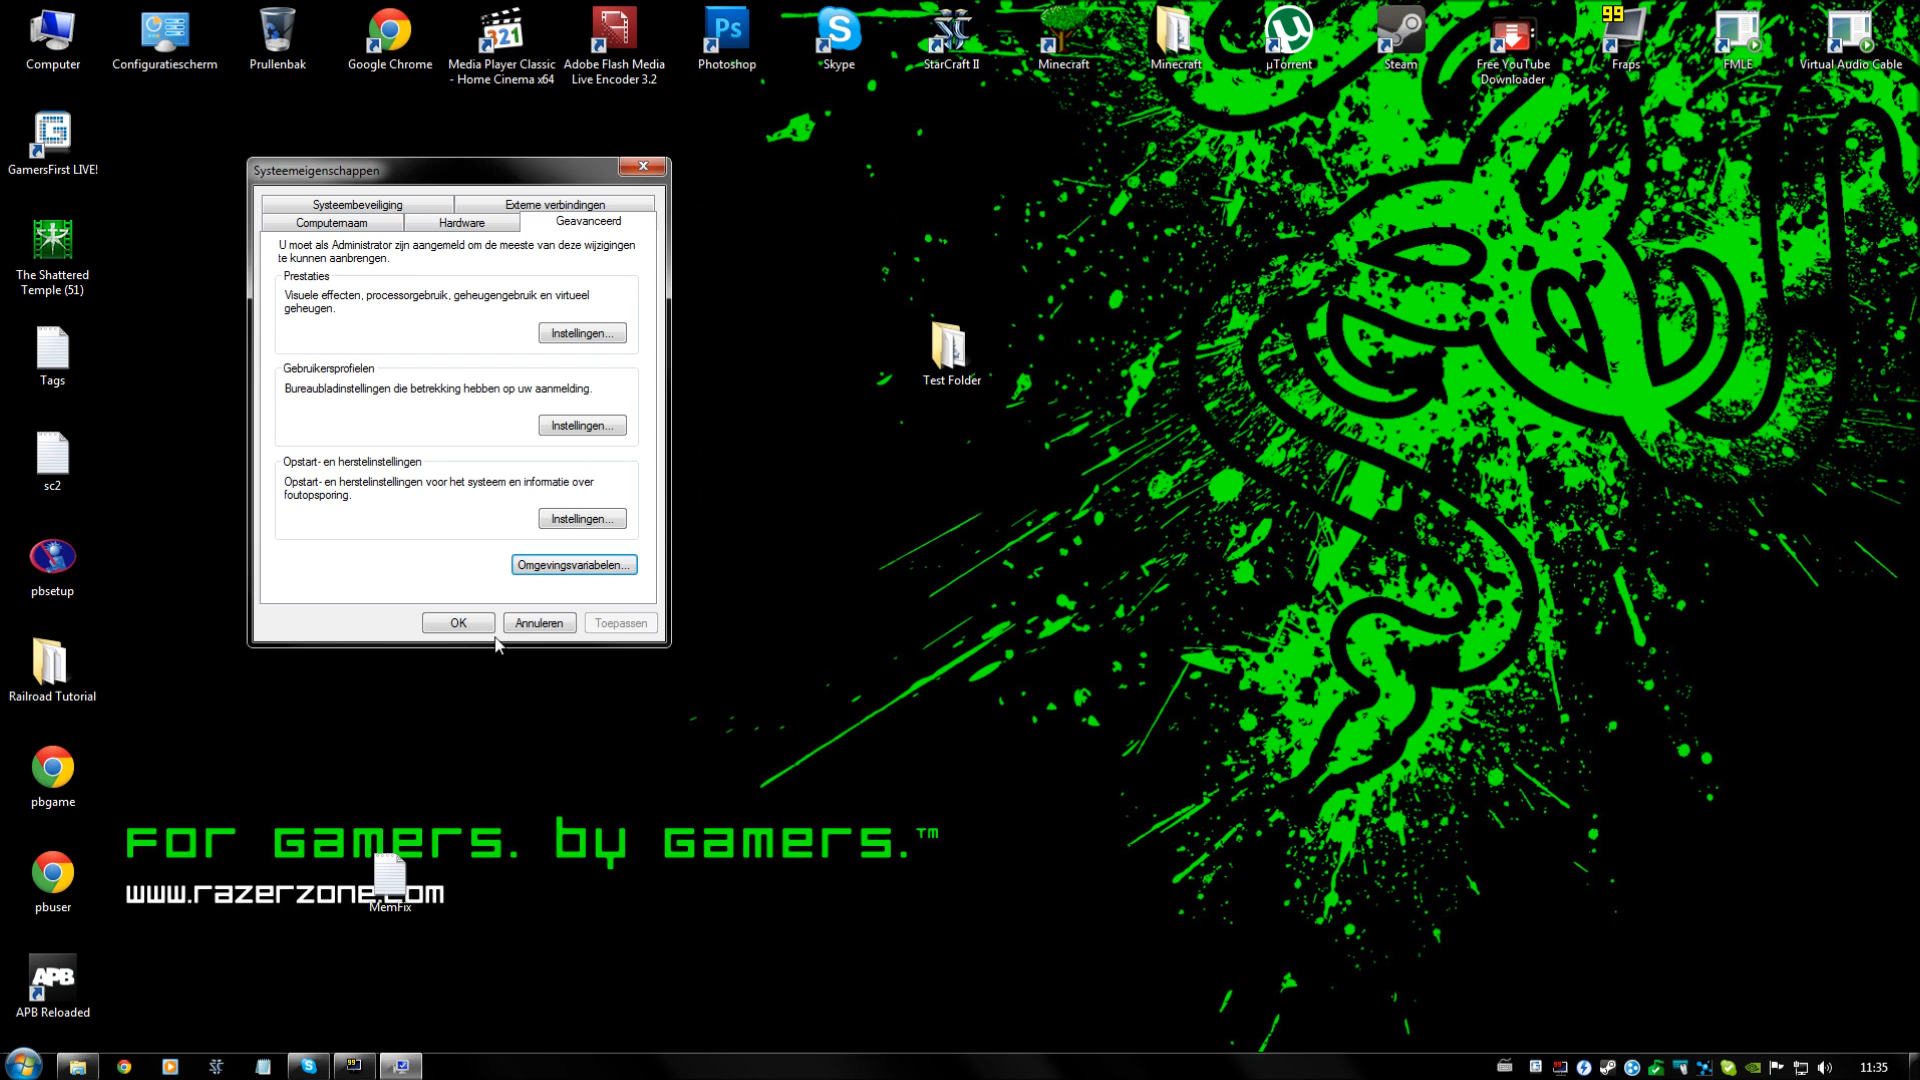 Computer
Configuratiescherm
Prullenbak
Google Chrome
Media Player Classic
- Home Cinema x64
Adobe Flash Media
Live Encoder 3.2
Photoshop
Skype
StarCraft II
Minecraft
Minecraft
µTorrent
Steam
Free YouTube
Downloader
99
Fraps
FMLE
Virtual Audio Cable
GamersFirst LIVE!
The Shattered
Temple (51)
Tags
sc2
pbsetup
Railroad Tutorial
pbgame
pbuser
APB
APB Reloaded
Systeemeigenschappen
Systeembeveiliging
Externe verbindingen
Computernaam
Hardware
Geavanceerd
U moet als Administrator zijn aangemeld om de meeste van deze wijzigingen
te kunnen aanbrengen.
Prestaties
Visuele effecten, processorgebruik, geheugengebruik en virtueel
geheugen.
Instellingen...
Gebruikersprofielen
Bureaubladinstellingen die betrekking hebben op uw aanmelding.
Instellingen...
Opstart- en herstelinstellingen
Opstart- en herstelinstellingen voor het systeem en informatie over
foutopsporing.
Instellingen...
Omgevingsvariabelen...
OK
Annuleren
Toepassen
Test Folder
For Gamers. by Gamers.™
www.razerzone.com
MemFix
11:35